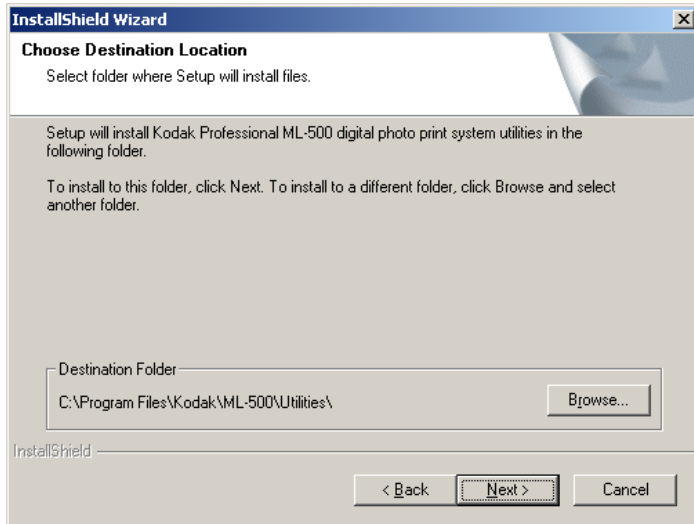 InstallShield Wizard
Choose Destination Location
Select folder where Setup will install files.
Setup will install Kodak Professional ML-500 digital photo print system utilities in the
following folder.
To install to this folder, click Next. To install to a different folder, click Browse and select
another folder.
Destination Folder
C:\Program Files\Kodak\ML-500\Utilities\
Browse...
InstallShield
< Back
Next >
Cancel